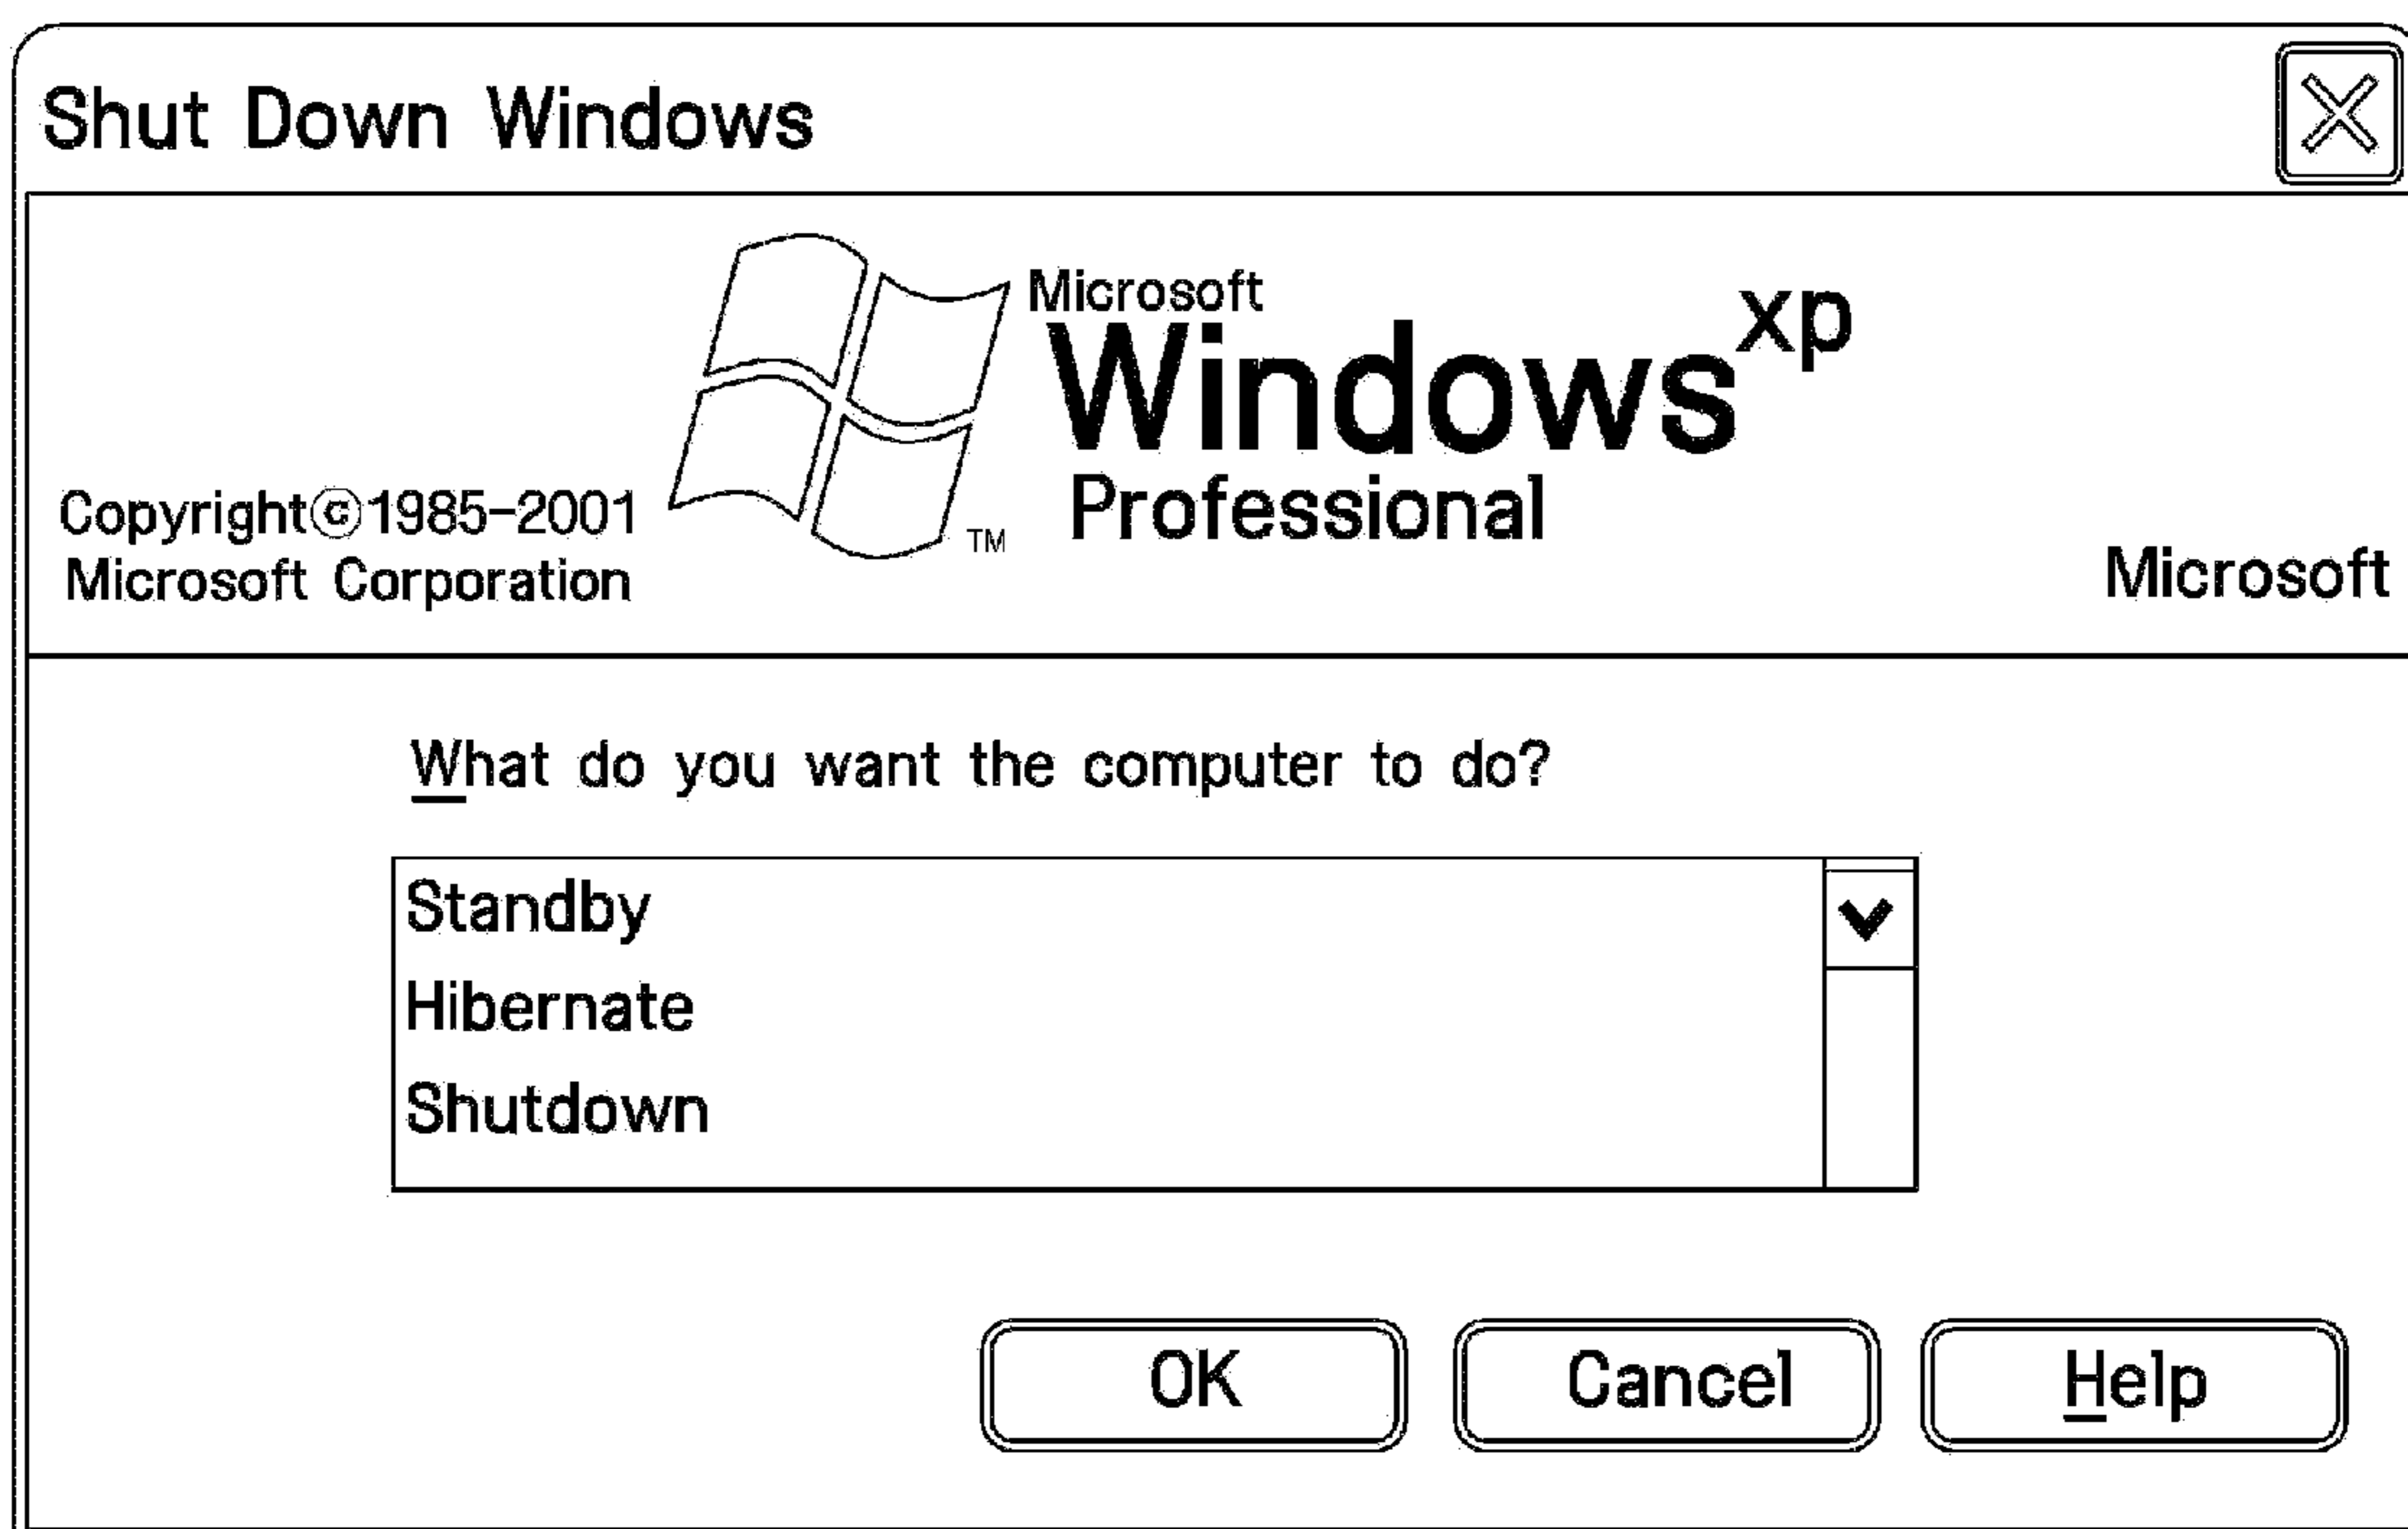 Shut Down Windows
Microsoft
Windows xp
Professional
Copyright©1985-2001
Microsoft Corporation
TM
Microsoft
What do you want the computer to do?
Standby
Hibernate
Shutdown
OK Cancel Help